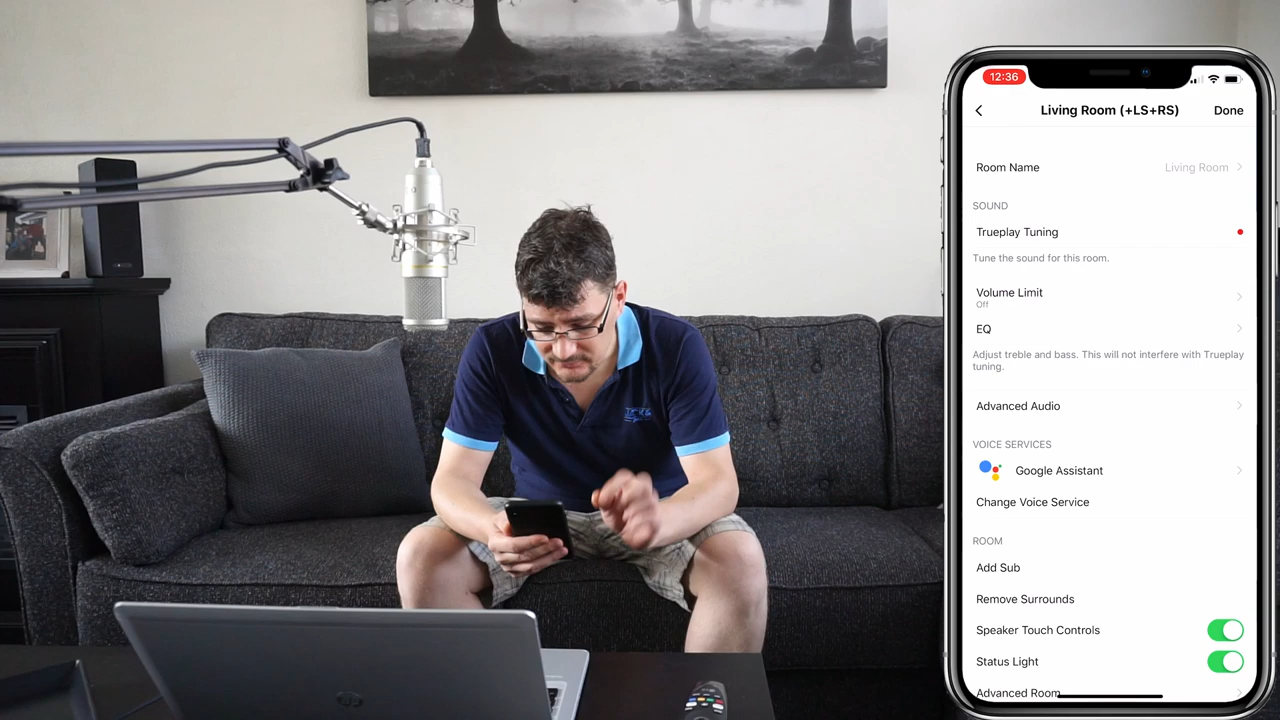 12:36
Living Room (+LS+RS)
Done
Room Name
Living Room
SOUND
Trueplay Tuning
Tune the sound for this room.
Volume Limit
Off
EQ
Adjust treble and bass. This will not interfere with Trueplay
tuning.
Advanced Audio
VOICE SERVICES
Google Assistant
Change Voice Service
ROOM
Add Sub
Remove Surrounds
Speaker Touch Controls
Status Light
Advanced Room